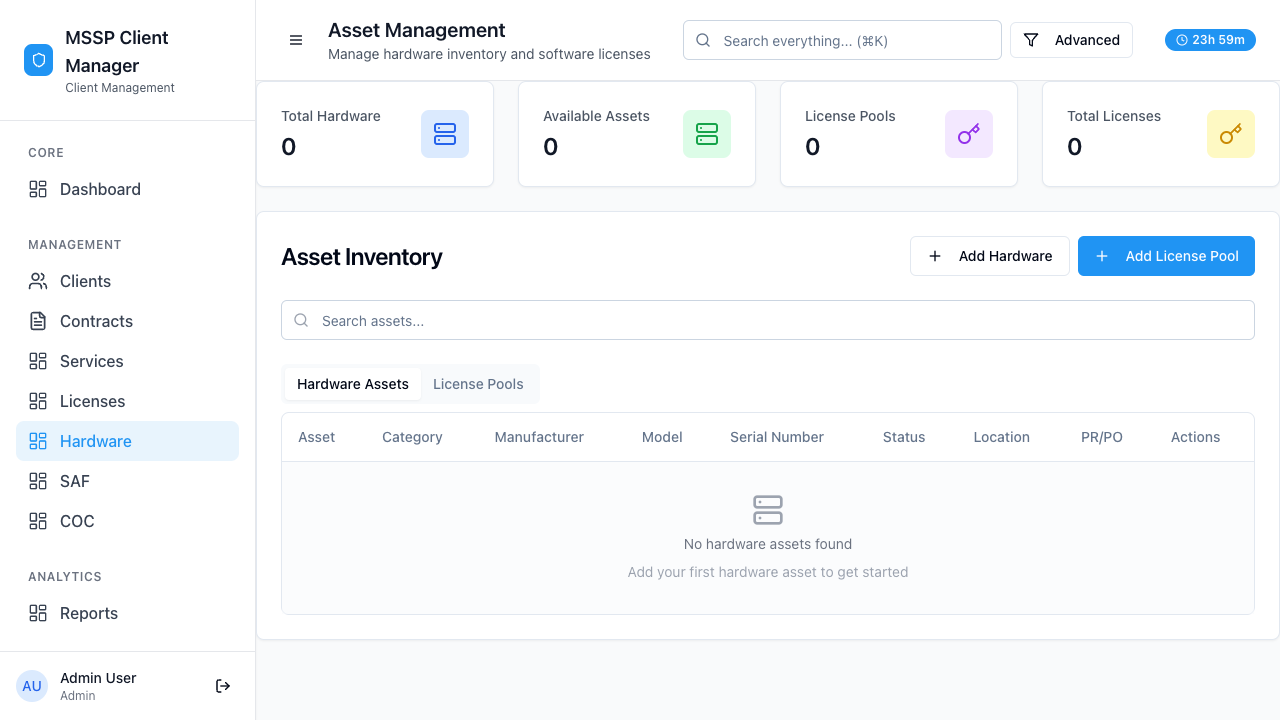 MSSP Client
Manager
Client Management
CORE
Dashboard
MANAGEMENT
Clients
Contracts
Services
Licenses
Hardware
SAF
COC
ANALYTICS
Reports
AU
Admin User
Admin
Asset Management
Manage hardware inventory and software licenses
Search everything... (⌘K)
Advanced
23h 59m
Total Hardware
0
Available Assets
0
License Pools
0
Total Licenses
0
Asset Inventory
Add Hardware
Add License Pool
Search assets...
Hardware Assets
License Pools
Asset Category Manufacturer Model Serial Number Status Location PR/PO Actions
No hardware assets found
Add your first hardware asset to get started